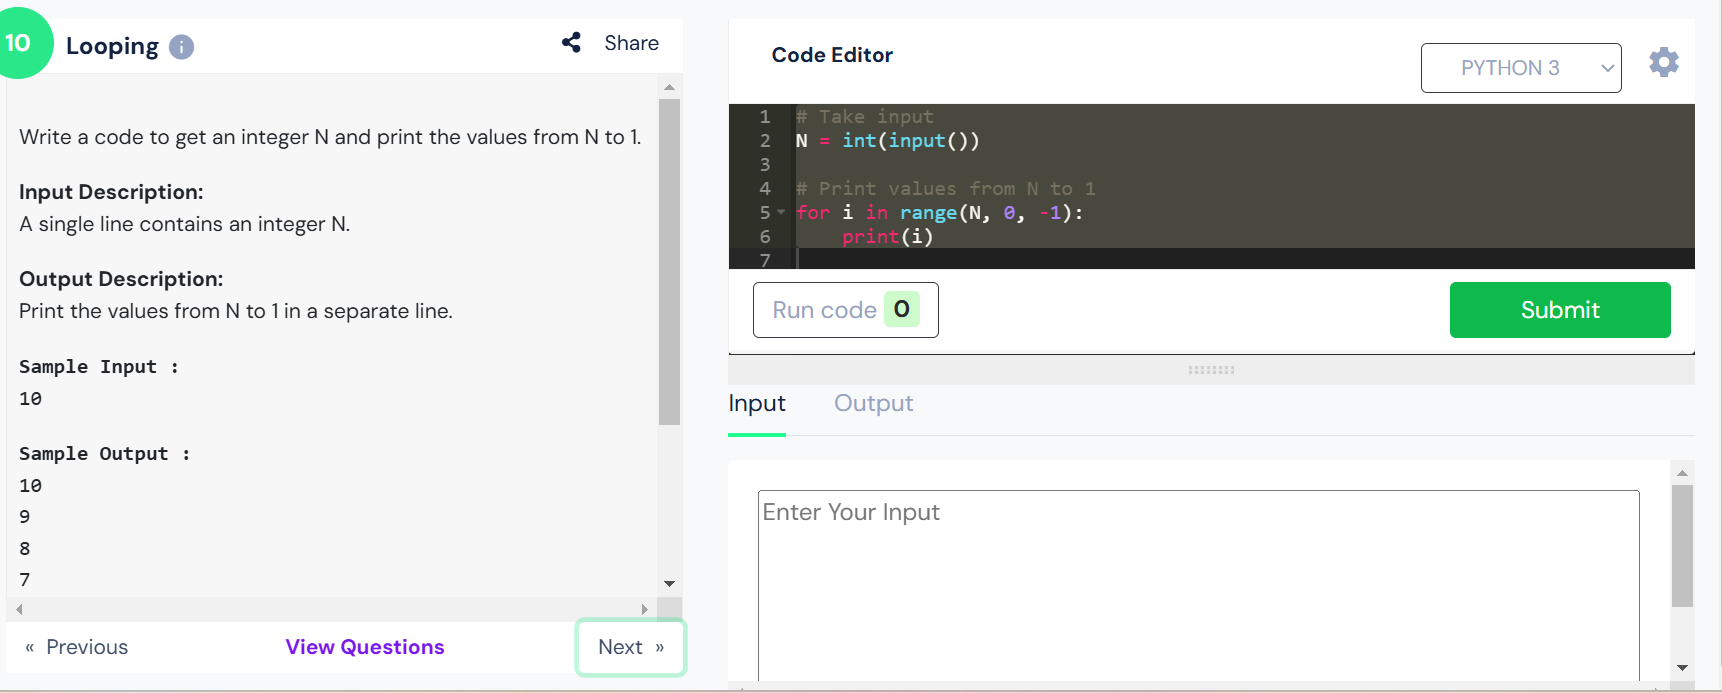 10
Looping i
Share
Write a code to get an integer N and print the values from N to 1.
Input Description:
A single line contains an integer N.
Output Description:
Print the values from N to 1 in a separate line.
Sample Input :
10
Sample Output :
10
9
8
7
« Previous
View Questions
Next »
Code Editor
PYTHON 3
1 # Take input
2 N = int(input())
3
4 # Print values from N to 1
5 for i in range(N, 0, -1):
6     print(i)
7
Run code 0
Submit
Input
Output
Enter Your Input